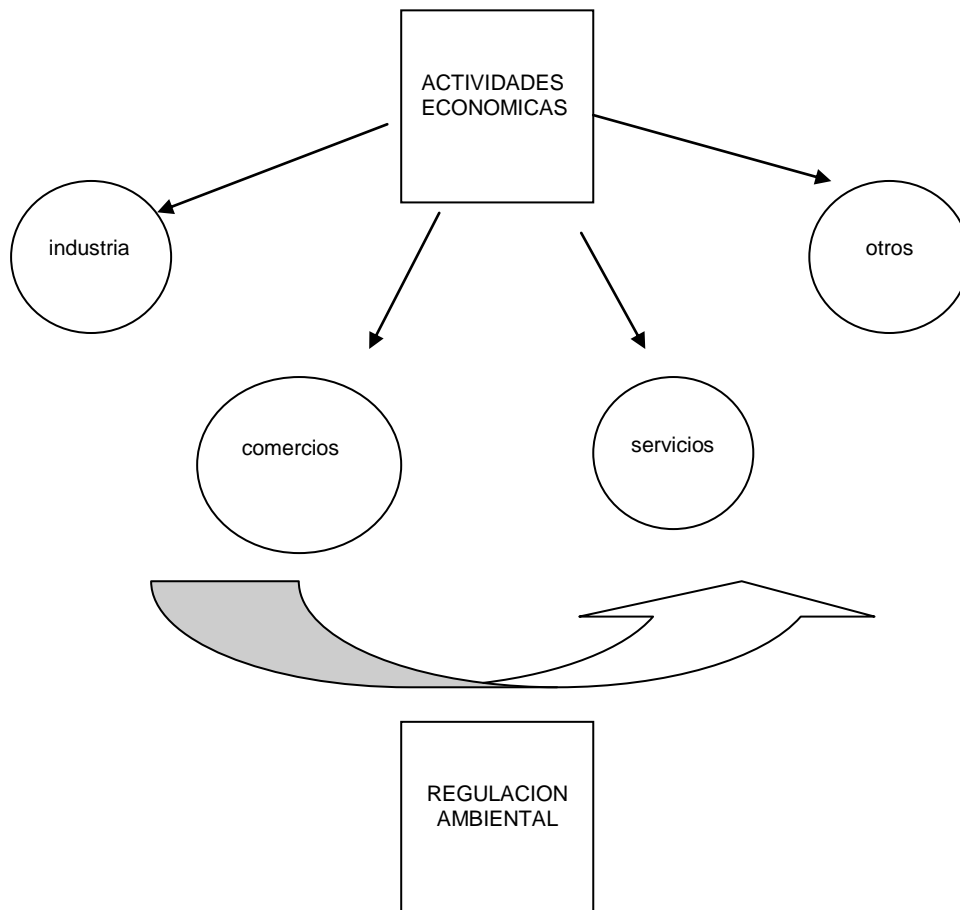 ACTIVIDADES
ECONOMICAS
industria
otros
comercios
servicios
REGULACION
AMBIENTAL